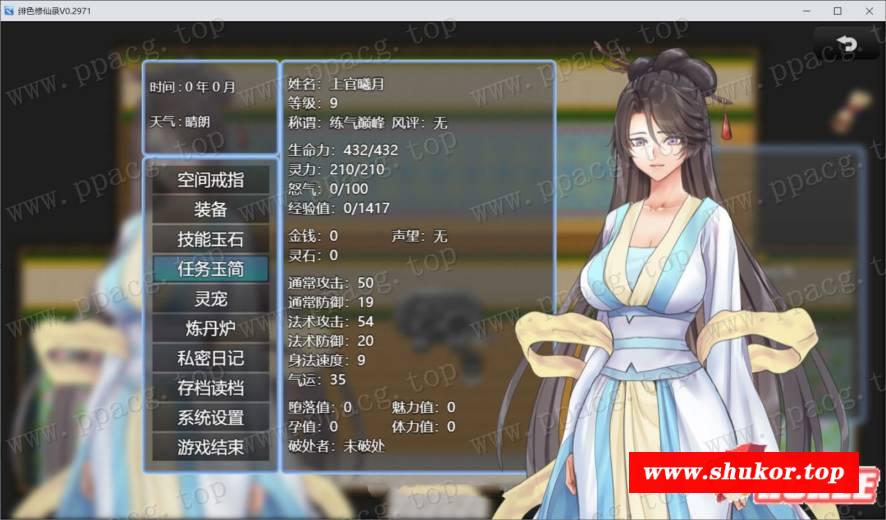 绯色修仙录V0.2971
时间：0 年 0 月
天气：晴朗
空间戒指
装备
技能玉石
任务玉简
灵宠
炼丹炉
私密日记
存档读档
系统设置
游戏结束
姓名：上官曦月
等级：9
称谓：练气巅峰 风评：无
生命力：432/432
灵力：210/210
怒气：0/100
经验值：0/1417
金钱：0 声望：无
灵石：0
通常攻击：50
通常防御：19
法术攻击：54
法术防御：20
身法速度：9
气运：35
堕落值：0 魅力值：0
孕值：0 体力值：0
破处者：未破处
www.ppacg.top
www.shukor.top